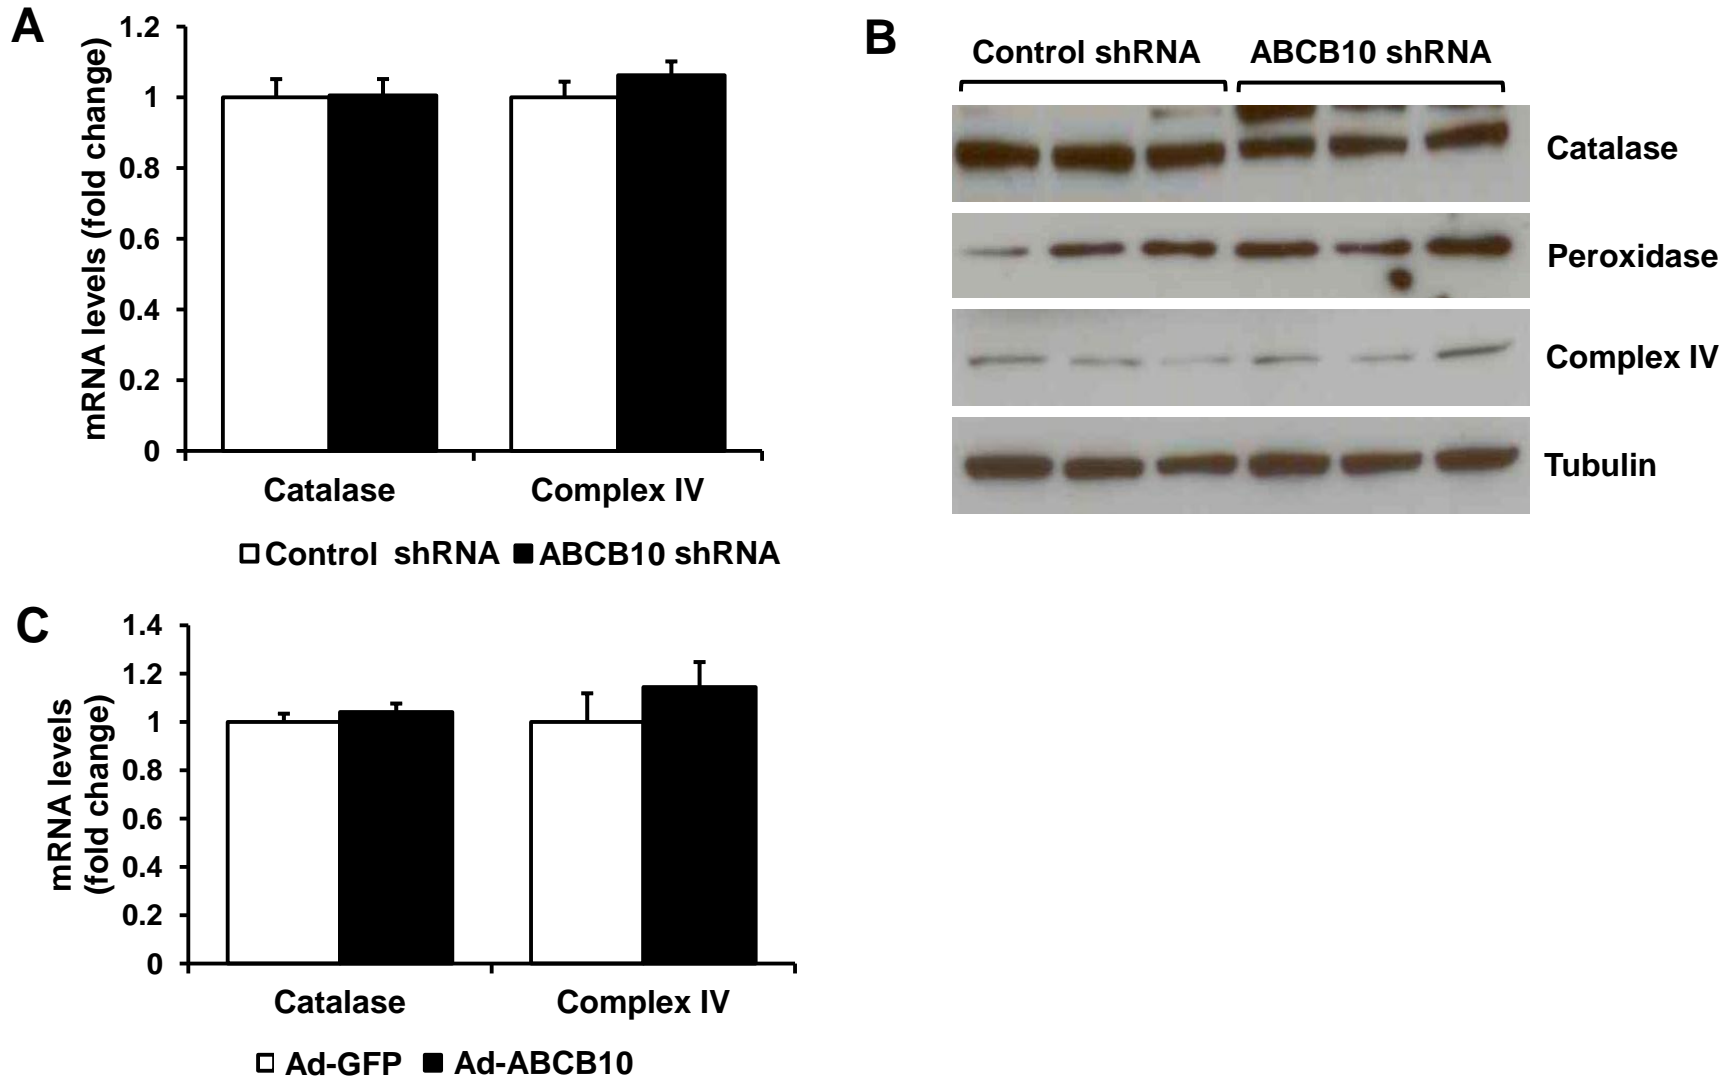 A
mRNA levels (fold change)
1.2
1
0.8
0.6
0.4
0.2
0
Catalase Complex IV
Control shRNA ABCB10 shRNA
B
Control shRNA ABCB10 shRNA
Catalase
Peroxidase
Complex IV
Tubulin
C
mRNA levels
(fold change)
1.4
1.2
1
0.8
0.6
0.4
0.2
0
Catalase Complex IV
Ad-GFP Ad-ABCB10